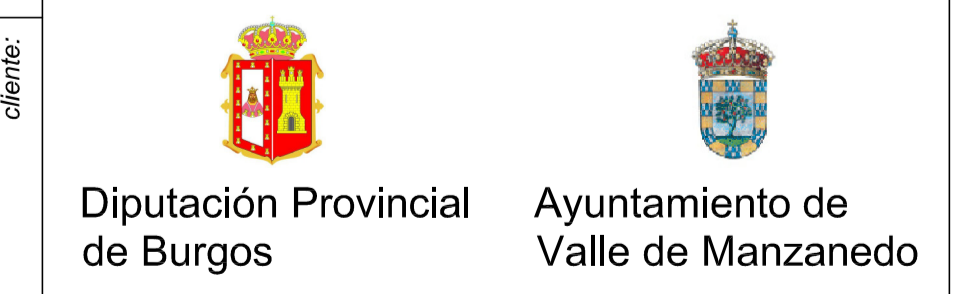 cliente:
Diputación Provincial
de Burgos
Ayuntamiento de
Valle de Manzanedo